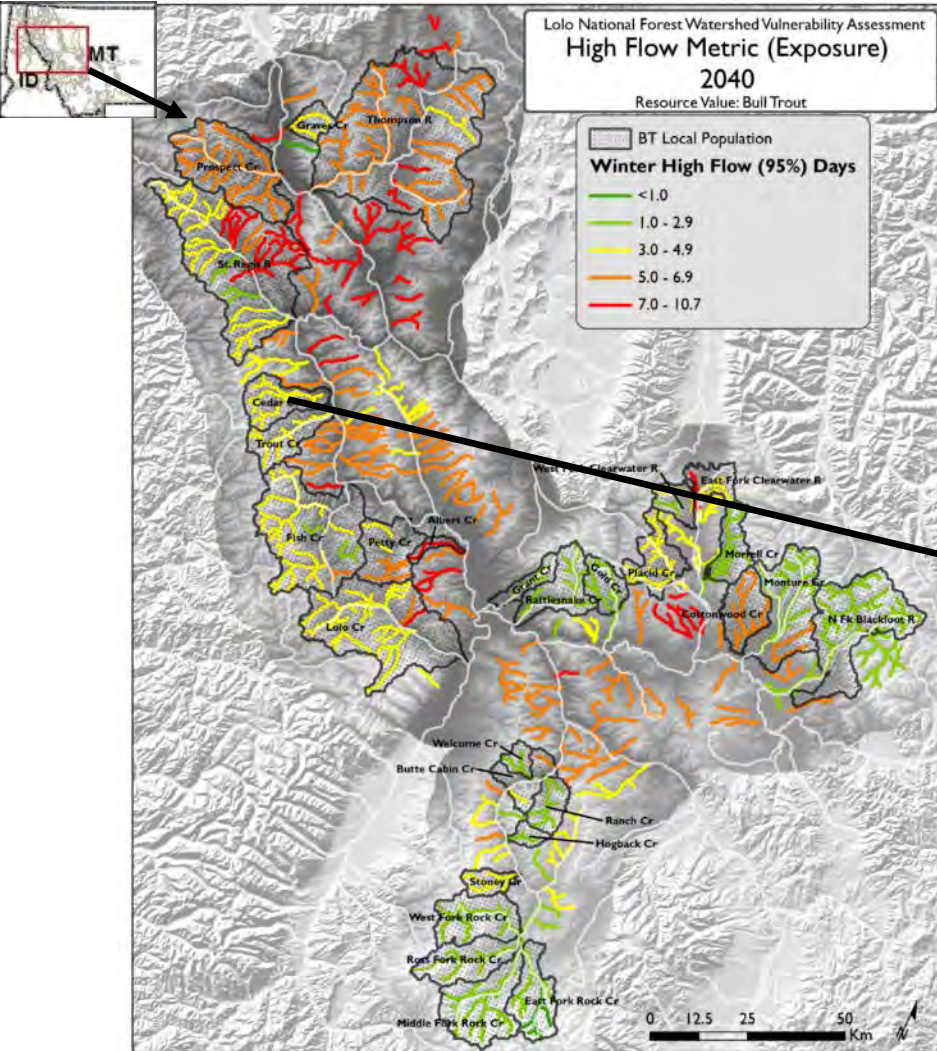 MT
ID
Lolo National Forest Watershed Vulnerability Assessment
High Flow Metric (Exposure)
2040
Resource Value: Bull Trout
BT Local Population
Winter High Flow (95%) Days
<1.0
1.0 - 2.9
3.0 - 4.9
5.0 - 6.9
7.0 - 10.7
Graves Cr
Thompson R
Prospect Cr
St. Regis R
Cedar
Trout Cr
West Fork Clearwater R
East Fork Clearwater R
Albert Cr
Fish Cr
Petty Cr
Morrell Cr
Grant Cr
Gold Cr
Placid Cr
Monture Cr
Rattlesnake Cr
Cottonwood Cr
N Fk Blackfoot R
Lolo Cr
Welcome Cr
Butte Cabin Cr
Ranch Cr
Hogback Cr
Stoney Cr
West Fork Rock Cr
Ross Fork Rock Cr
East Fork Rock Cr
Middle Fork Rock Cr
0 12.5 25 50
Km
N